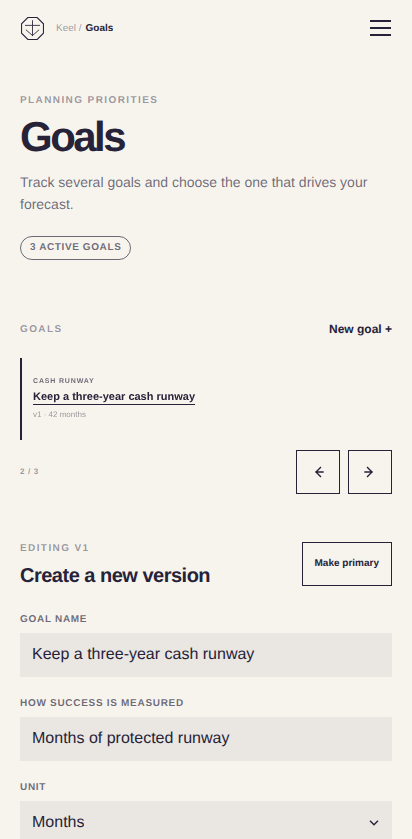 Keel / Goals
PLANNING PRIORITIES
Goals
Track several goals and choose the one that drives your
forecast.
3 ACTIVE GOALS
GOALS
New goal +
CASH RUNWAY
Keep a three-year cash runway
v1 · 42 months
2 / 3
EDITING V1
Create a new version
Make primary
GOAL NAME
Keep a three-year cash runway
HOW SUCCESS IS MEASURED
Months of protected runway
UNIT
Months